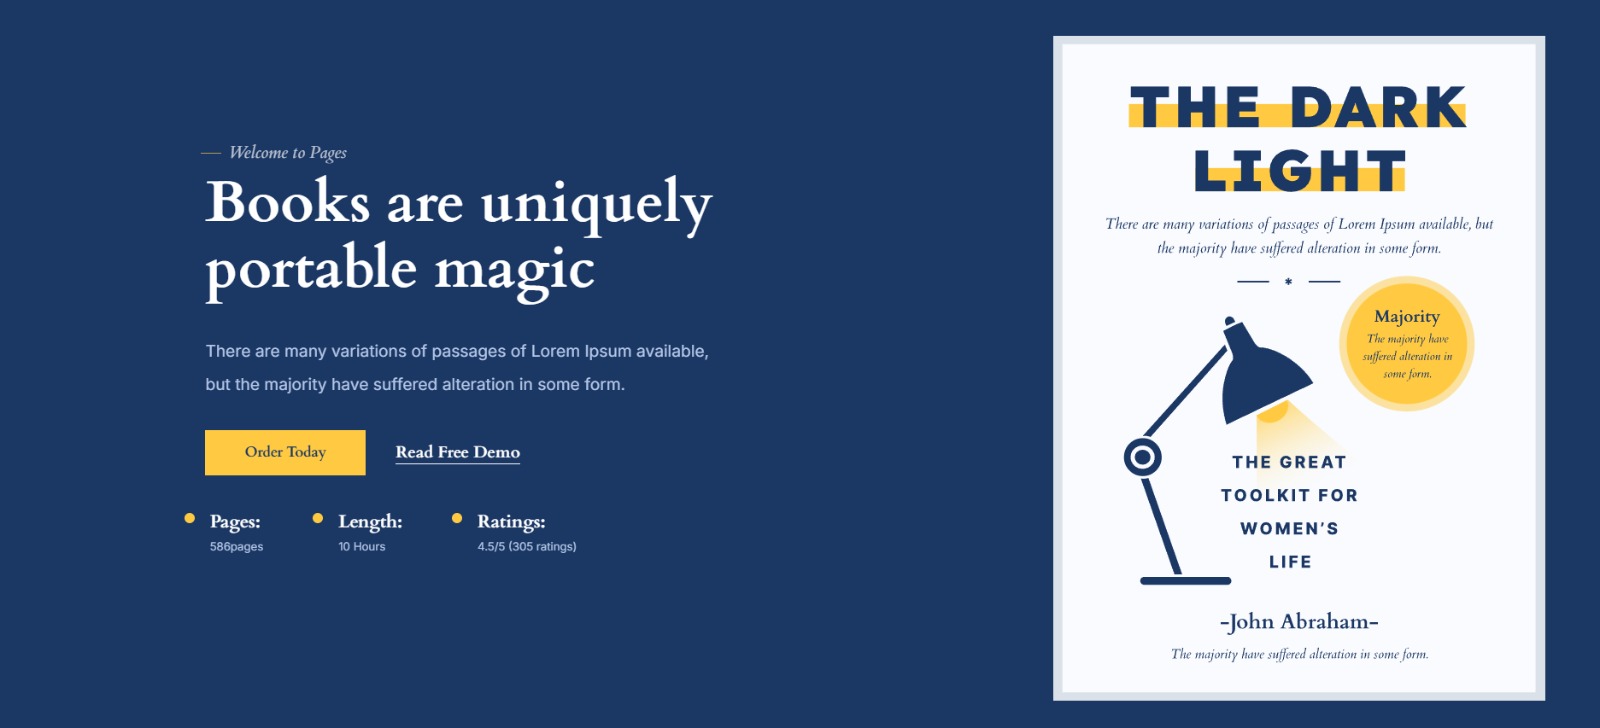 Welcome to Pages
Books are uniquely
portable magic
There are many variations of passages of Lorem Ipsum available,
but the majority have suffered alteration in some form.
Order Today
Read Free Demo
Pages:
586pages
Length:
10 Hours
Ratings:
4.5/5 (305 ratings)
THE DARK
LIGHT
There are many variations of passages of Lorem Ipsum available, but
the majority have suffered alteration in some form.
*
Majority
The majority have
suffered alteration in
some form.
THE GREAT
TOOLKIT FOR
WOMEN’S
LIFE
-John Abraham-
The majority have suffered alteration in some form.